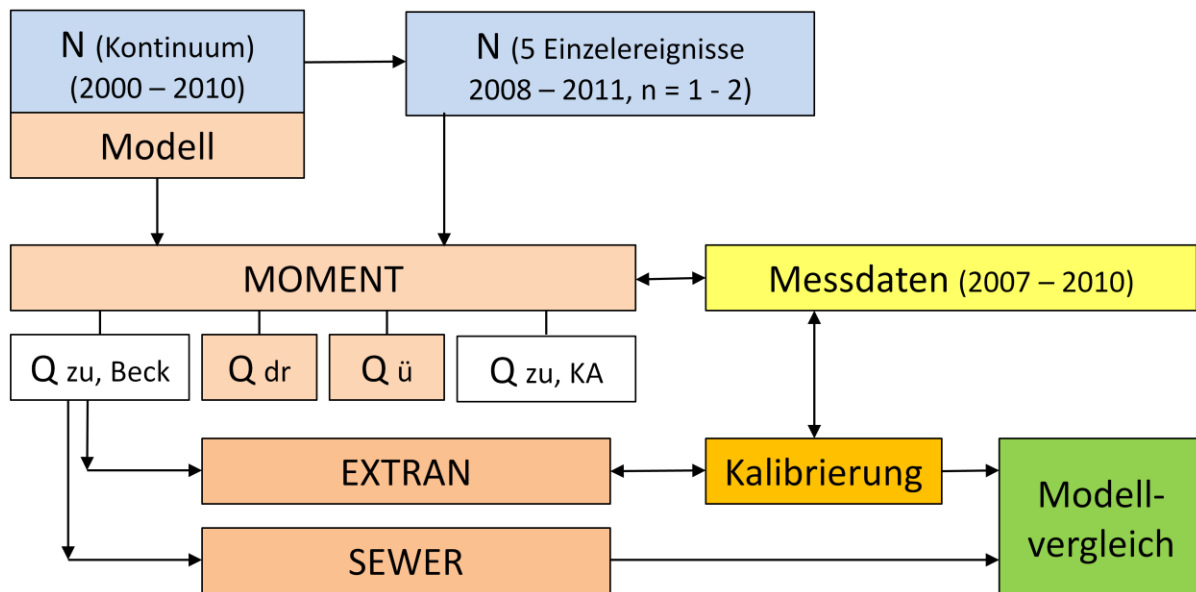 N (Kontinuum)
(2000 – 2010)
N (5 Einzelereignisse
2008 – 2011, n = 1 - 2)
Modell
MOMENT
Messdaten (2007 – 2010)
Q zu, Beck
Q dr
Q ü
Q zu, KA
EXTRAN
Kalibrierung
Modell-
vergleich
SEWER